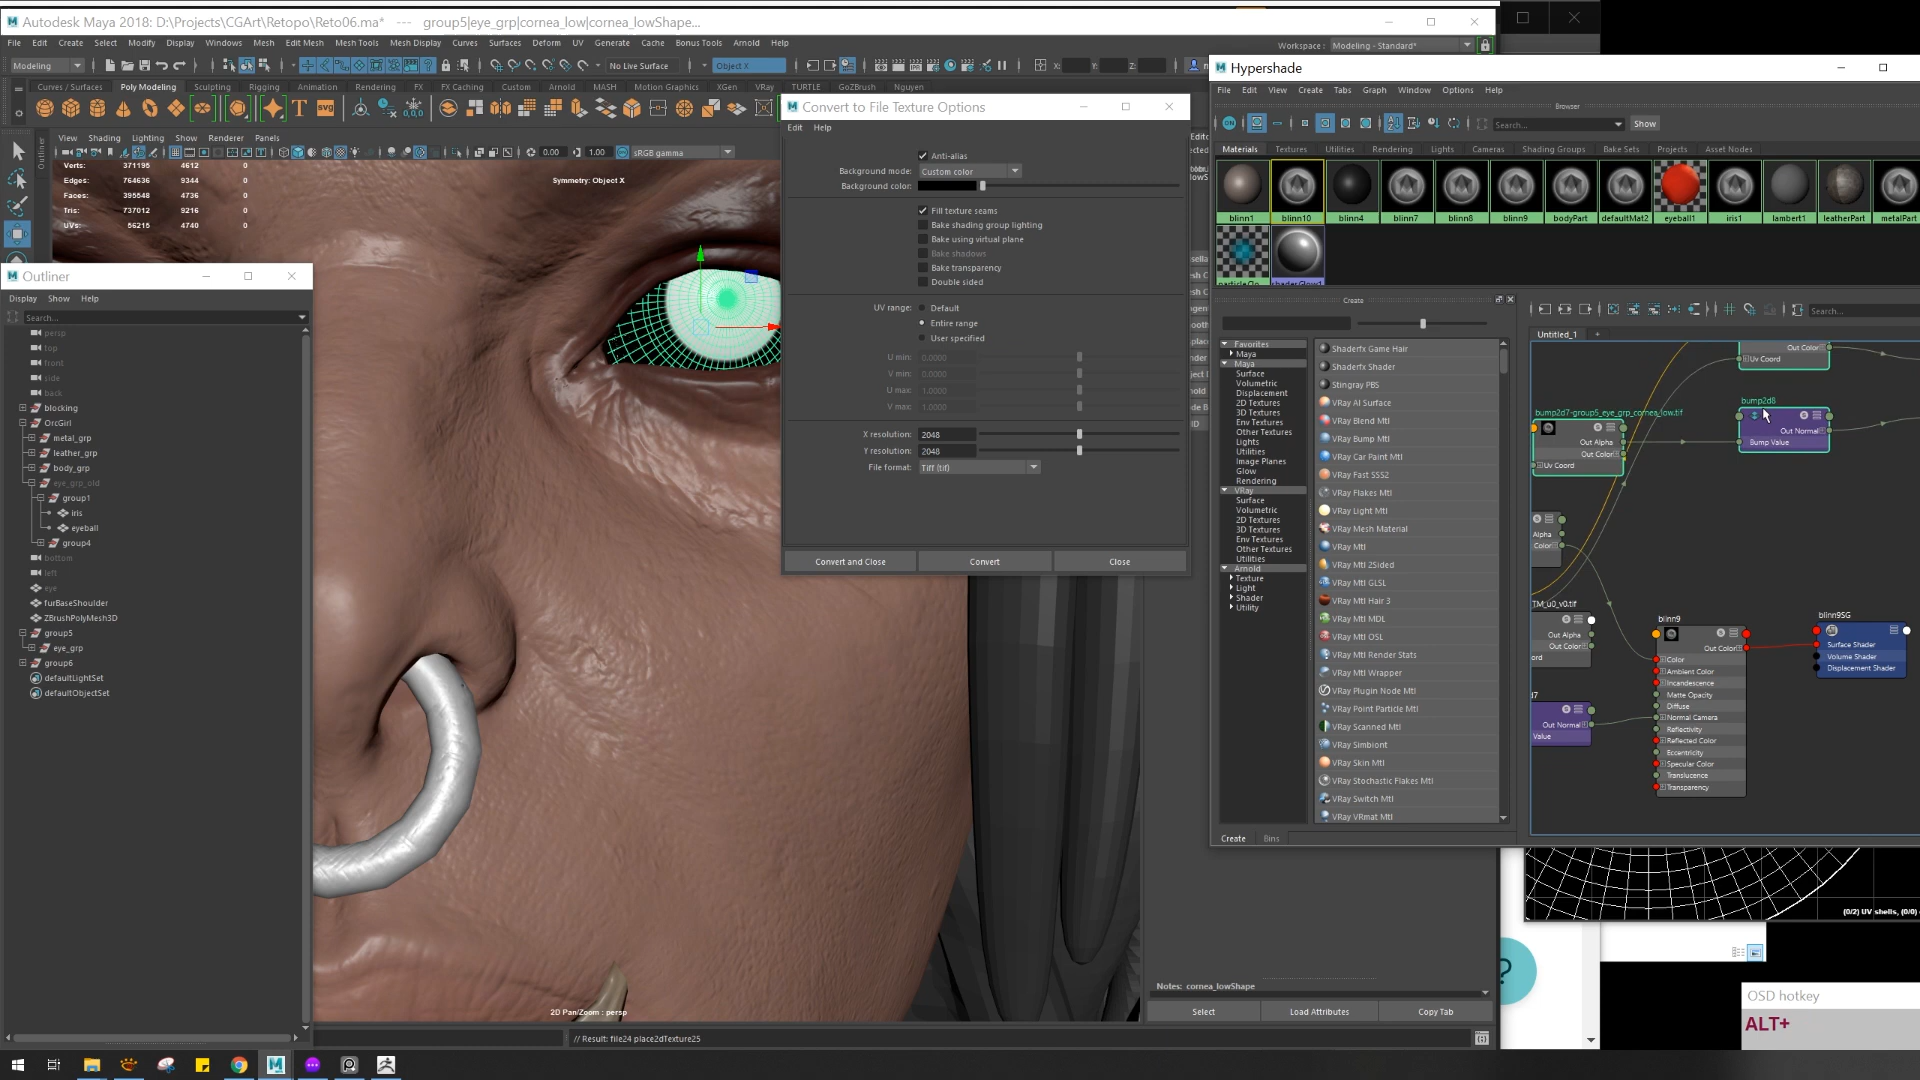 Autodesk Maya 2018: D:\Projects\CGArt\Retopo\Reto06.ma* --- group5|eye_grp|cornea_low|cornea_lowShape...
File Edit Create Select Modify Display Windows Mesh Edit Mesh Mesh Tools Mesh Display Curves Surfaces Deform UV Generate Cache Bonus Tools Arnold Help
Workspace : Modeling - Standard*
Modeling No Live Surface Object X X: Y: Z:
Curves / Surfaces Poly Modeling Sculpting Rigging Animation Rendering FX FX Caching Custom Arnold MASH Motion Graphics XGen VRay TURTLE GoZBrush Nguyen
View Shading Lighting Show Renderer Panels
0.00 1.00 sRGB gamma
Verts: 371195 4612 0
Edges: 764636 9344 0
Faces: 395548 4736 0
Tris: 737012 9216 0
UVs: 56215 4740 0
Symmetry: Object X
2D Pan/Zoom : persp
Outliner
Display Show Help
Search...
persp
top
front
side
back
blocking
OrcGirl
metal_grp
leather_grp
body_grp
eye_grp_old
group1
iris
eyeball
group4
bottom
left
eye
furBaseShoulder
ZBrushPolyMesh3D
group5
eye_grp
group6
defaultLightSet
defaultObjectSet
Convert to File Texture Options
Edit Help
Anti-alias
Background mode: Custom color
Background color:
Fill texture seams
Bake shading group lighting
Bake using virtual plane
Bake shadows
Bake transparency
Double sided
UV range: Default
Entire range
User specified
U min: 0.0000
V min: 0.0000
U max: 1.0000
V max: 1.0000
X resolution: 2048
Y resolution: 2048
File format: Tiff (tif)
Convert and Close Convert Close
Hypershade
File Edit View Create Tabs Graph Window Options Help
Browser
Search... Show
Materials Textures Utilities Rendering Lights Cameras Shading Groups Bake Sets Projects Asset Nodes
blinn1 blinn10 blinn4 blinn7 blinn8 blinn9 bodyPart defaultMat2 eyeball1 iris1 lambert1 leatherPart metalPart
particleClo shaderGlow1
Create
Favorites
Maya
Maya
Surface
Volumetric
Displacement
2D Textures
3D Textures
Env Textures
Other Textures
Lights
Utilities
Image Planes
Glow
Rendering
VRay
Surface
Volumetric
2D Textures
3D Textures
Env Textures
Other Textures
Utilities
Arnold
Texture
Light
Shader
Utility
Shaderfx Game Hair
Shaderfx Shader
Stingray PBS
VRay Al Surface
VRay Blend Mtl
VRay Bump Mtl
VRay Car Paint Mtl
VRay Fast SSS2
VRay Flakes Mtl
VRay Light Mtl
VRay Mesh Material
VRay Mtl
VRay Mtl 2Sided
VRay Mtl GLSL
VRay Mtl Hair 3
VRay Mtl MDL
VRay Mtl OSL
VRay Mtl Render Stats
VRay Mtl Wrapper
VRay Plugin Node Mtl
VRay Point Particle Mtl
VRay Scanned Mtl
VRay Simbiont
VRay Skin Mtl
VRay Stochastic Flakes Mtl
VRay Switch Mtl
VRay VRmat Mtl
Create Bins
Search...
Untitled_1 +
Out Color
Uv Coord
bump2d8
Out Normal
Bump Value
bump2d7-group5_eye_grp_cornea_low.tif
Out Alpha
Out Color
Uv Coord
Alpha
Color
TM_u0_v0.tif
Out Alpha
Out Color
ord
d7
Out Normal
Value
blinn9
Out Color
Color
Ambient Color
Incandescence
Matte Opacity
Diffuse
Normal Camera
Reflectivity
Reflected Color
Eccentricity
Specular Color
Translucence
Transparency
blinn9SG
Surface Shader
Volume Shader
Displacement Shader
(0/2) UV shells, (0/0)
Notes: cornea_lowShape
Select Load Attributes Copy Tab
// Result: file24 place2dTexture25
?
OSD hotkey
ALT+